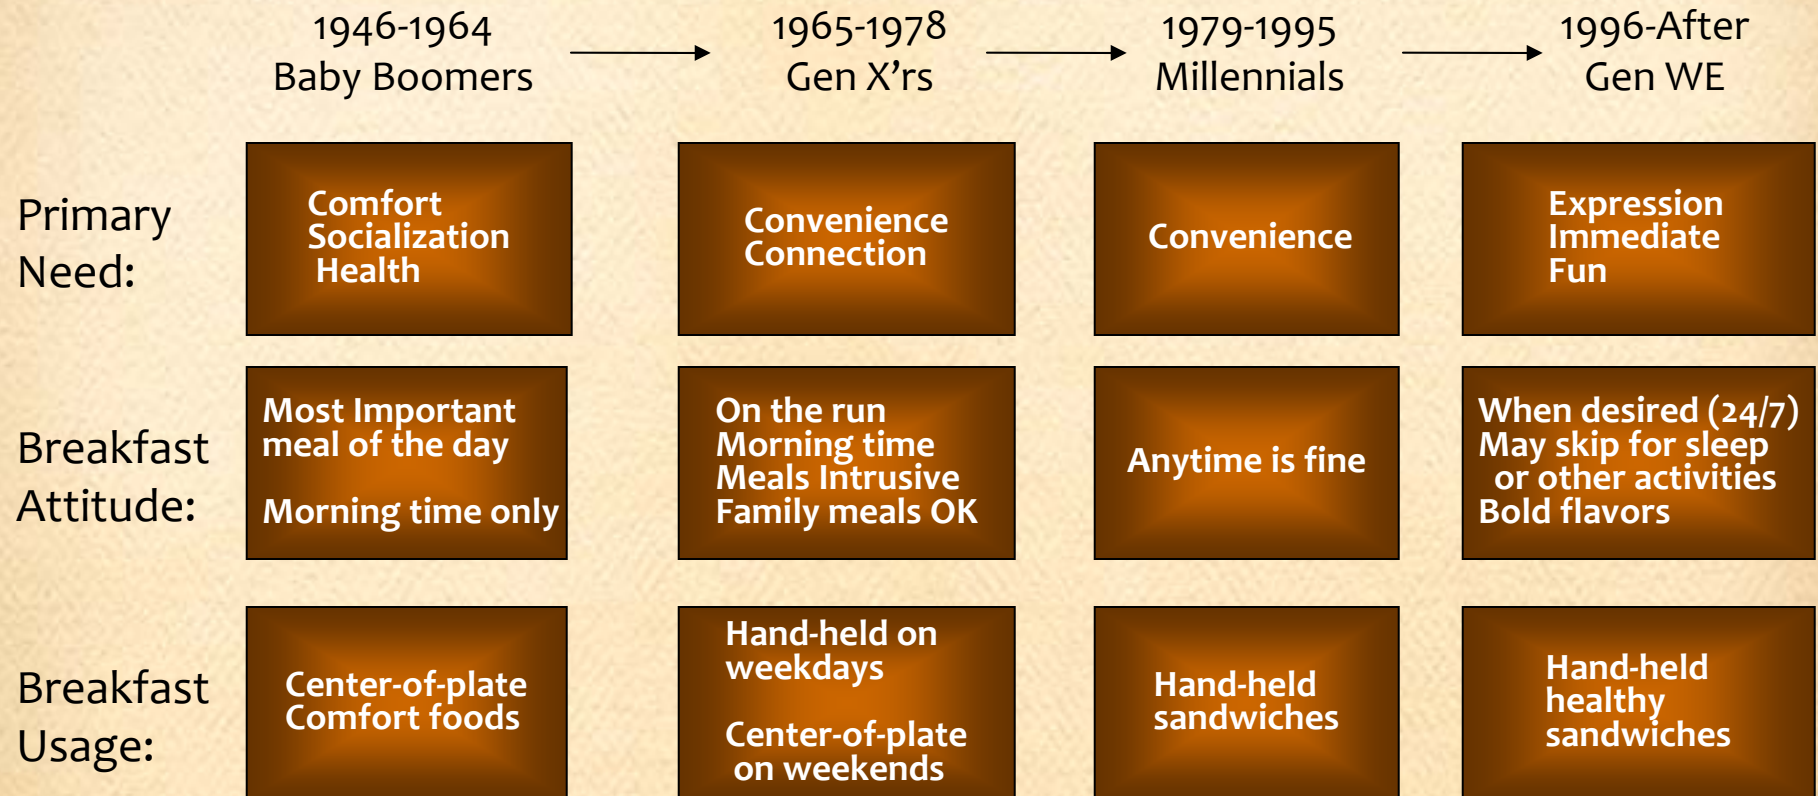 1946-1964
Baby Boomers
1965-1978
Gen X'rs
1979-1995
Millennials
1996-After
Gen WE
Primary
Need:
Comfort
Socialization
Health
Convenience
Connection
Convenience
Expression
Immediate
Fun
Breakfast
Attitude:
Most Important
meal of the day
Morning time only
On the run
Morning time
Meals Intrusive
Family meals OK
Anytime is fine
When desired (24/7)
May skip for sleep
or other activities
Bold flavors
Breakfast
Usage:
Center-of-plate
Comfort foods
Hand-held on
weekdays
Center-of-plate
on weekends
Hand-held
sandwiches
Hand-held
healthy
sandwiches